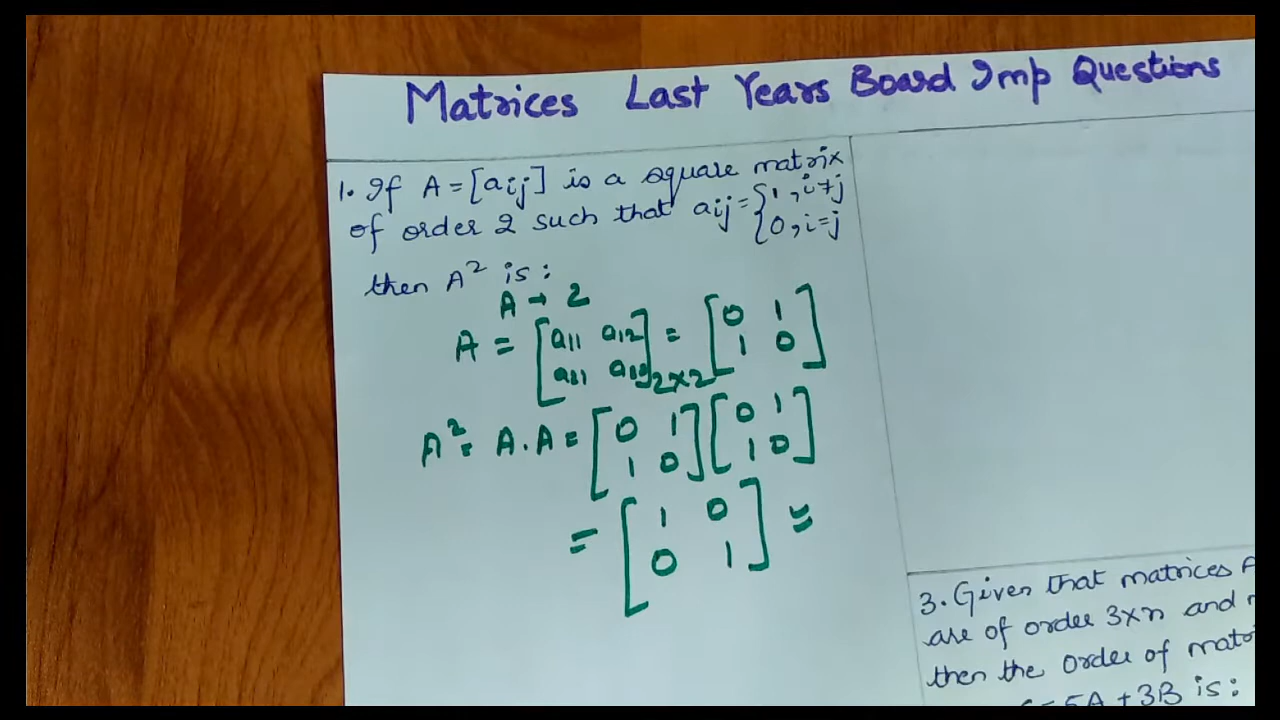 Matrices Last Years Board Imp Questions
1. If A = [aij] is a square matrix
of order 2 such that aij = {1, i≠j
{0, i=j
then A² is:
A → 2
A = [a11 a12] = [0 1]
[a21 a22]2×2 [1 0]
A² = A.A = [0 1] [0 1]
[1 0] [1 0]
= [1 0] =
[0 1]
3. Given that matrices A
are of order 3×n and
then the order of
= 5A + 3B is: